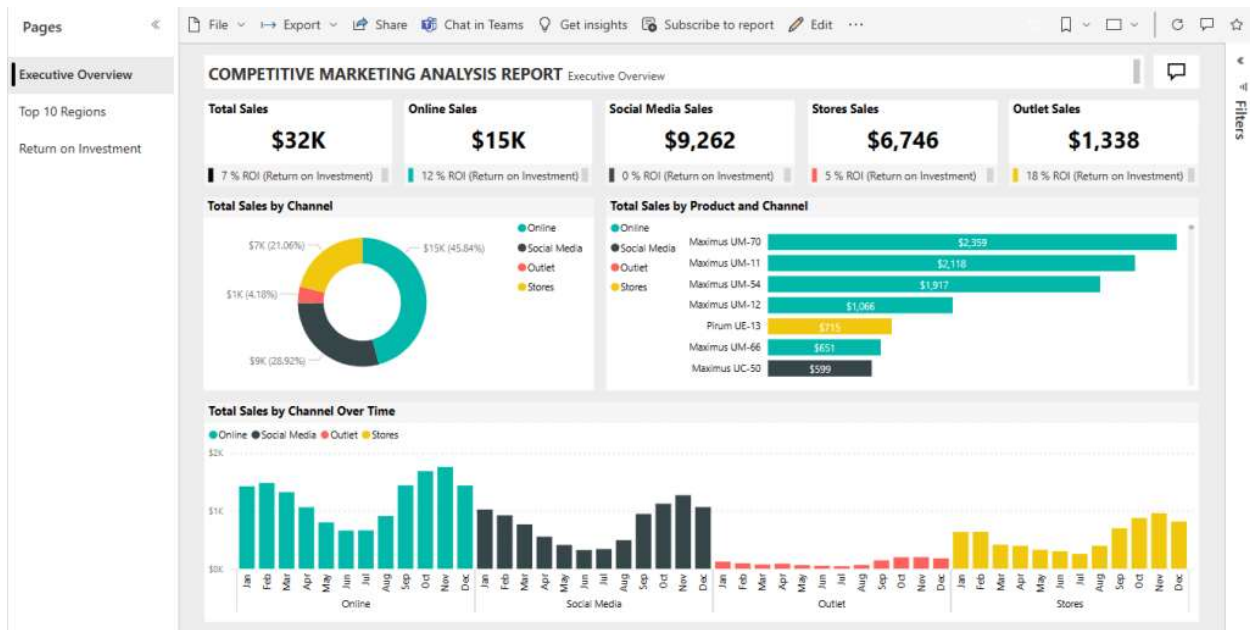 Pages
File Export Share Chat in Teams Get insights Subscribe to report Edit
Executive Overview
Top 10 Regions
Return on Investment
Filters
COMPETITIVE MARKETING ANALYSIS REPORT Executive Overview
Total Sales
$32K
7 % ROI (Return on Investment)
Online Sales
$15K
12 % ROI (Return on Investment)
Social Media Sales
$9,262
0 % ROI (Return on Investment)
Stores Sales
$6,746
5 % ROI (Return on Investment)
Outlet Sales
$1,338
18 % ROI (Return on Investment)
Total Sales by Channel
$7K (21.06%)
$15K (45.84%)
$1K (4.18%)
$9K (28.92%)
Online
Social Media
Outlet
Stores
Total Sales by Product and Channel
Online
Social Media
Outlet
Stores
Maximus UM-70 $2,359
Maximus UM-11 $2,118
Maximus UM-54 $1,917
Maximus UM-12 $1,066
Pirum UE-13 $715
Maximus UM-66 $651
Maximus UC-50 $599
Total Sales by Channel Over Time
Online Social Media Outlet Stores
$2K
$1K
$0K
Jan Feb Mar Apr May Jun Jul Aug Sep Oct Nov Dec Jan Feb Mar Apr May Jun Jul Aug Sep Oct Nov Dec Jan Feb Mar Apr May Jun Jul Aug Sep Oct Nov Dec Jan Feb Mar Apr May Jun Jul Aug Sep Oct Nov Dec
Online Social Media Outlet Stores